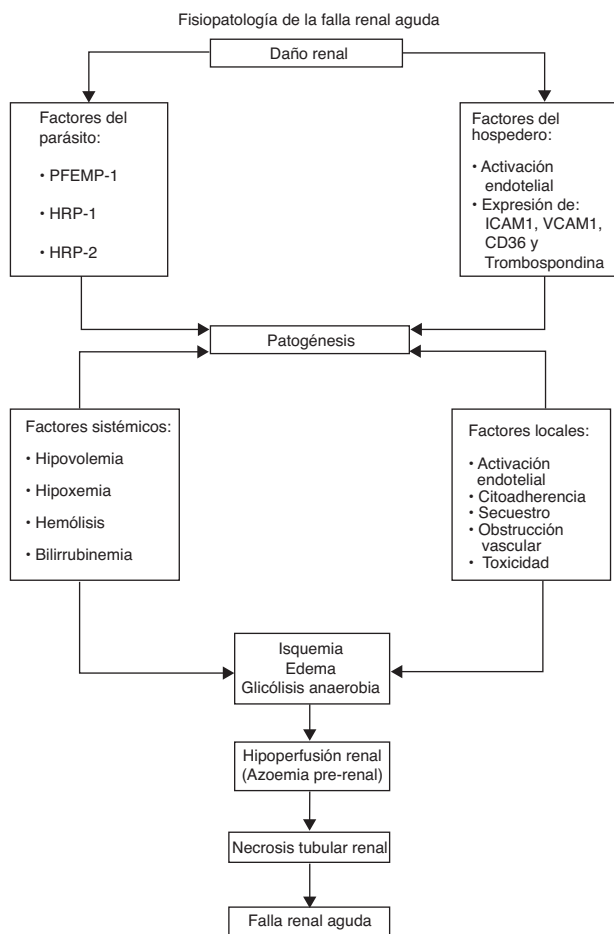 Fisiopatología de la falla renal aguda
Daño renal
Factores del
parásito:
• PFEMP-1
• HRP-1
• HRP-2
Factores del
hospedero:
• Activación
endotelial
• Expresión de:
ICAM1, VCAM1,
CD36 y
Trombospondina
Patogénesis
Factores sistémicos:
• Hipovolemia
• Hipoxemia
• Hemólisis
• Bilirrubinemia
Factores locales:
• Activación
endotelial
• Citoadherencia
• Secuestro
• Obstrucción
vascular
• Toxicidad
Isquemia
Edema
Glicólisis anaerobia
Hipoperfusión renal
(Azoemia pre-renal)
Necrosis tubular renal
Falla renal aguda